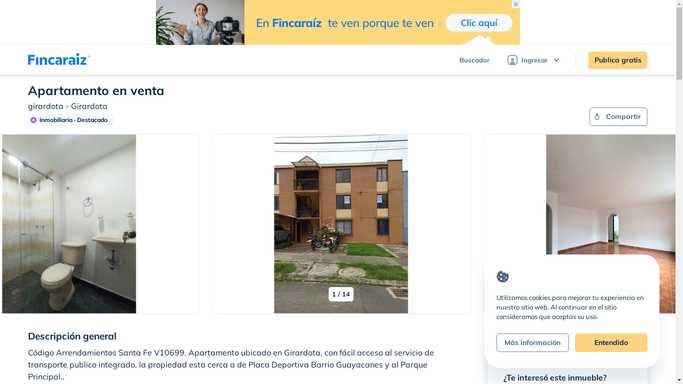 En Fincaraíz te ven porque te ven
Clic aquí
Fincaraiz
Buscador
Ingresar
Publica gratis
Apartamento en venta
girardota - Girardota
Inmobiliaria · Destacado
Compartir
1 / 14
Utilizamos cookies para mejorar tu experiencia en
nuestro sitio web. Al continuar en el sitio
consideramos que aceptas su uso.
Más información
Entendido
Descripción general
Código Arrendamientos Santa Fe V10699. Apartamento ubicado en Girardota, con fácil acceso al servicio de
transporte publico integrado, la propiedad esta cerca a de Placa Deportiva Barrio Guayacanes y al Parque
Principal..
¿Te interesó este inmueble?